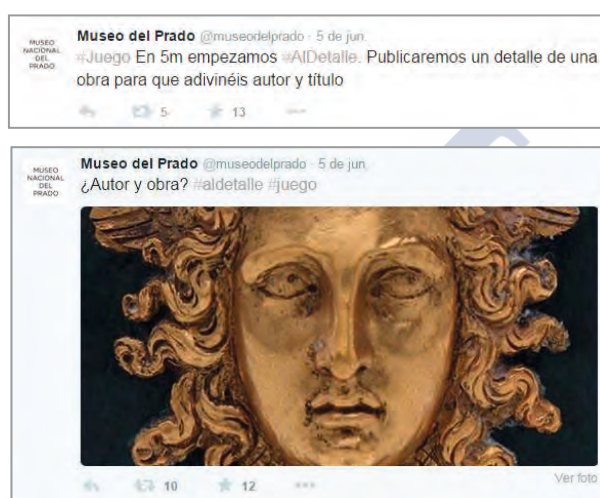 MUSEO
NACIONAL
DEL
PRADO
Museo del Prado @museodelprado · 5 de jun.
#Juego En 5m empezamos #AlDetalle. Publicaremos un detalle de una
obra para que adivinéis autor y título
5 13
MUSEO
NACIONAL
DEL
PRADO
Museo del Prado @museodelprado · 5 de jun.
¿Autor y obra? #aldetalle #juego
10 12
Ver foto